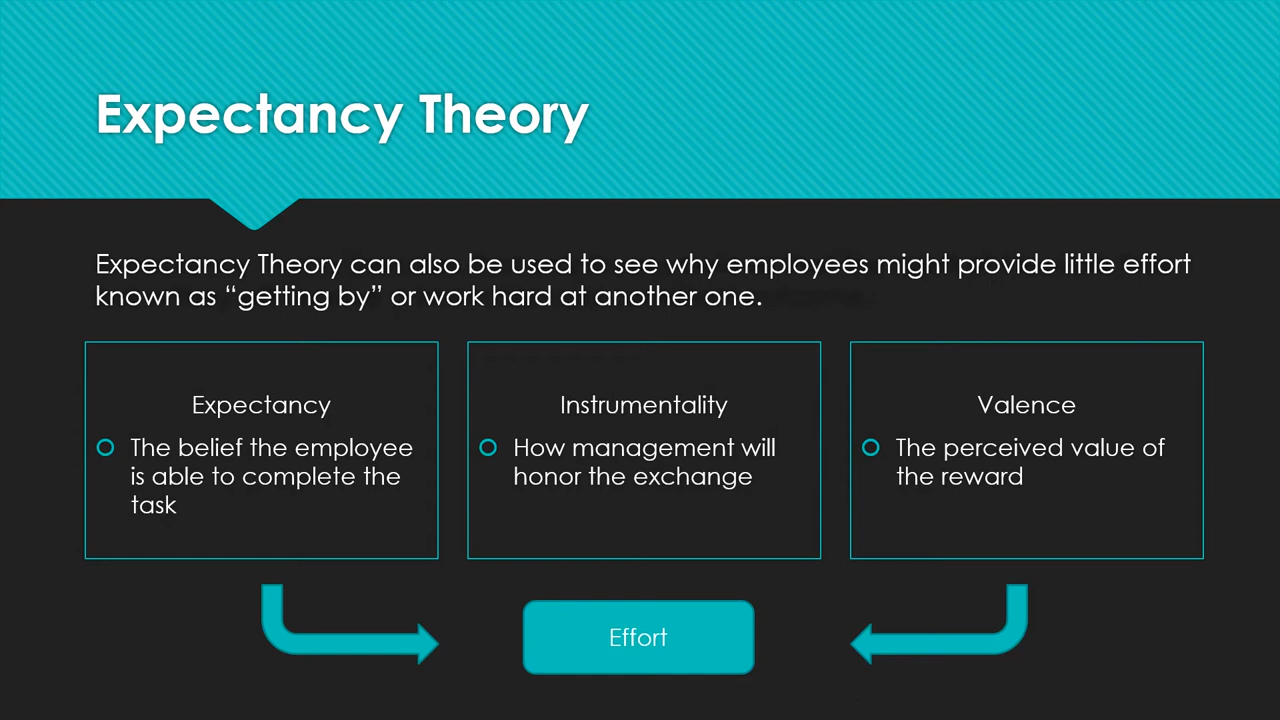 Expectancy Theory
Expectancy Theory can also be used to see why employees might provide little effort
known as “getting by” or work hard at another one.
Expectancy
The belief the employee
is able to complete the
task
Instrumentality
How management will
honor the exchange
Valence
The perceived value of
the reward
Effort